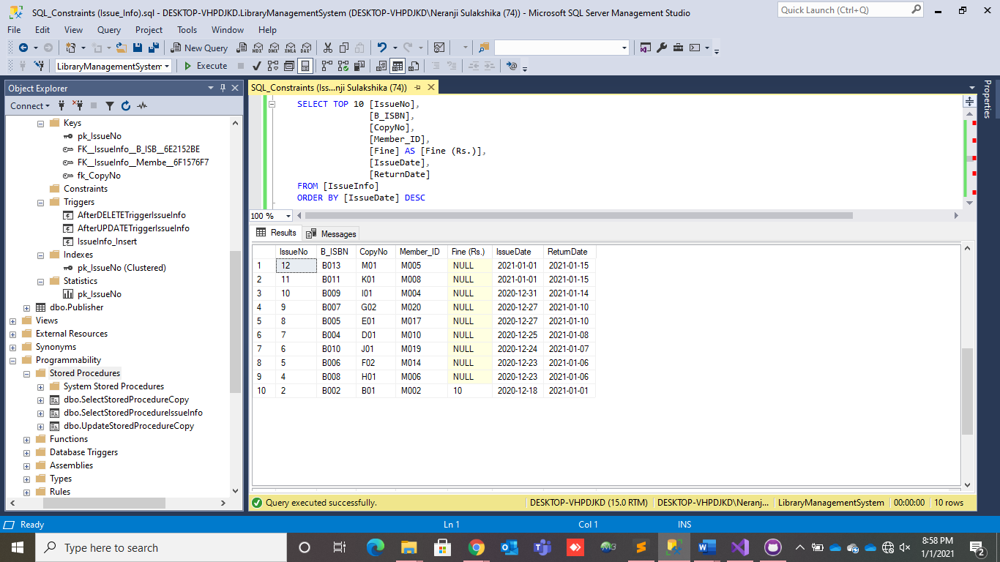 SQL_Constraints (Issue_Info).sql - DESKTOP-VHPDJKD.LibraryManagementSystem (DESKTOP-VHPDJKD\Neranji Sulakshika (74)) - Microsoft SQL Server Management Studio
Quick Launch (Ctrl+Q)
File Edit View Query Project Tools Window Help
New Query MDX DMX XMLA DAX
LibraryManagementSystem Execute
Object Explorer
Connect
Keys
pk_IssueNo
FK__IssueInfo__B_ISB__6E2152BE
FK__IssueInfo__Membe__6F1576F7
fk_CopyNo
Constraints
Triggers
AfterDELETETriggerIssueInfo
AfterUPDATETriggerIssueInfo
IssueInfo_Insert
Indexes
pk_IssueNo (Clustered)
Statistics
pk_IssueNo
dbo.Publisher
Views
External Resources
Synonyms
Programmability
Stored Procedures
System Stored Procedures
dbo.SelectStoredProcedureCopy
dbo.SelectStoredProcedureIssueInfo
dbo.UpdateStoredProcedureCopy
Functions
Database Triggers
Assemblies
Types
Rules
SQL_Constraints (Iss...nji Sulakshika (74))
SELECT TOP 10 [IssueNo],
[B_ISBN],
[CopyNo],
[Member_ID],
[Fine] AS [Fine (Rs.)],
[IssueDate],
[ReturnDate]
FROM [IssueInfo]
ORDER BY [IssueDate] DESC
100 %
Results Messages
IssueNo B_ISBN CopyNo Member_ID Fine (Rs.) IssueDate ReturnDate
1 12 B013 M01 M005 NULL 2021-01-01 2021-01-15
2 11 B011 K01 M008 NULL 2021-01-01 2021-01-15
3 10 B009 I01 M004 NULL 2020-12-31 2021-01-14
4 9 B007 G02 M020 NULL 2020-12-27 2021-01-10
5 8 B005 E01 M017 NULL 2020-12-27 2021-01-10
6 7 B004 D01 M010 NULL 2020-12-25 2021-01-08
7 6 B010 J01 M019 NULL 2020-12-24 2021-01-07
8 5 B006 F02 M014 NULL 2020-12-23 2021-01-06
9 4 B008 H01 M006 NULL 2020-12-23 2021-01-06
10 2 B002 B01 M002 10 2020-12-18 2021-01-01
Query executed successfully. DESKTOP-VHPDJKD (15.0 RTM) DESKTOP-VHPDJKD\Neranj... LibraryManagementSystem 00:00:00 10 rows
Properties
Ready Ln 1 Col 1 INS
Type here to search
8:58 PM
1/1/2021
2